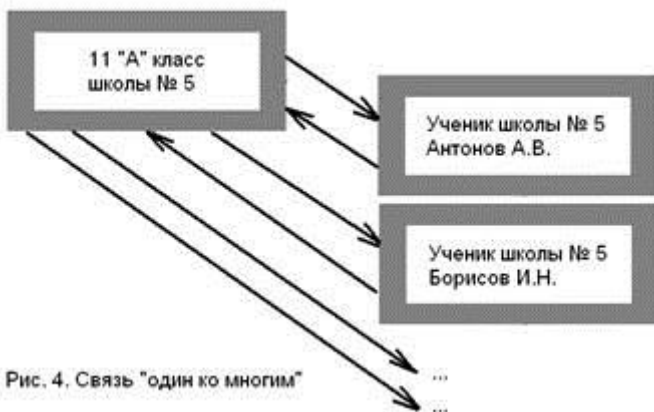 11 "А" класс
школы № 5
Ученик школы № 5
Антонов А.В.
Ученик школы № 5
Борисов И.Н.
...
Рис. 4. Связь "один ко многим"
...